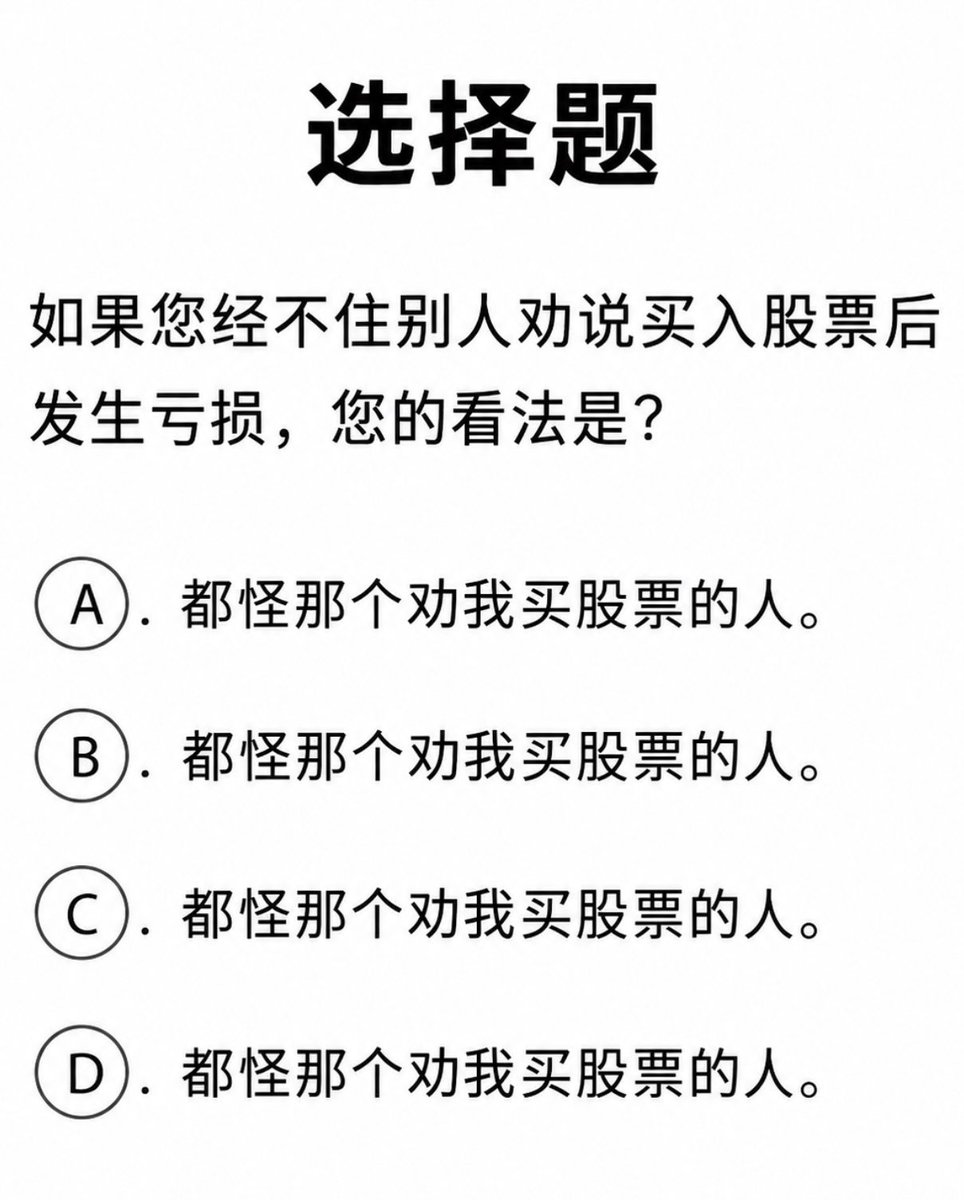 选择题
如果您经不住别人劝说买入股票后
发生亏损，您的看法是？
A. 都怪那个劝我买股票的人。
B. 都怪那个劝我买股票的人。
C. 都怪那个劝我买股票的人。
D. 都怪那个劝我买股票的人。